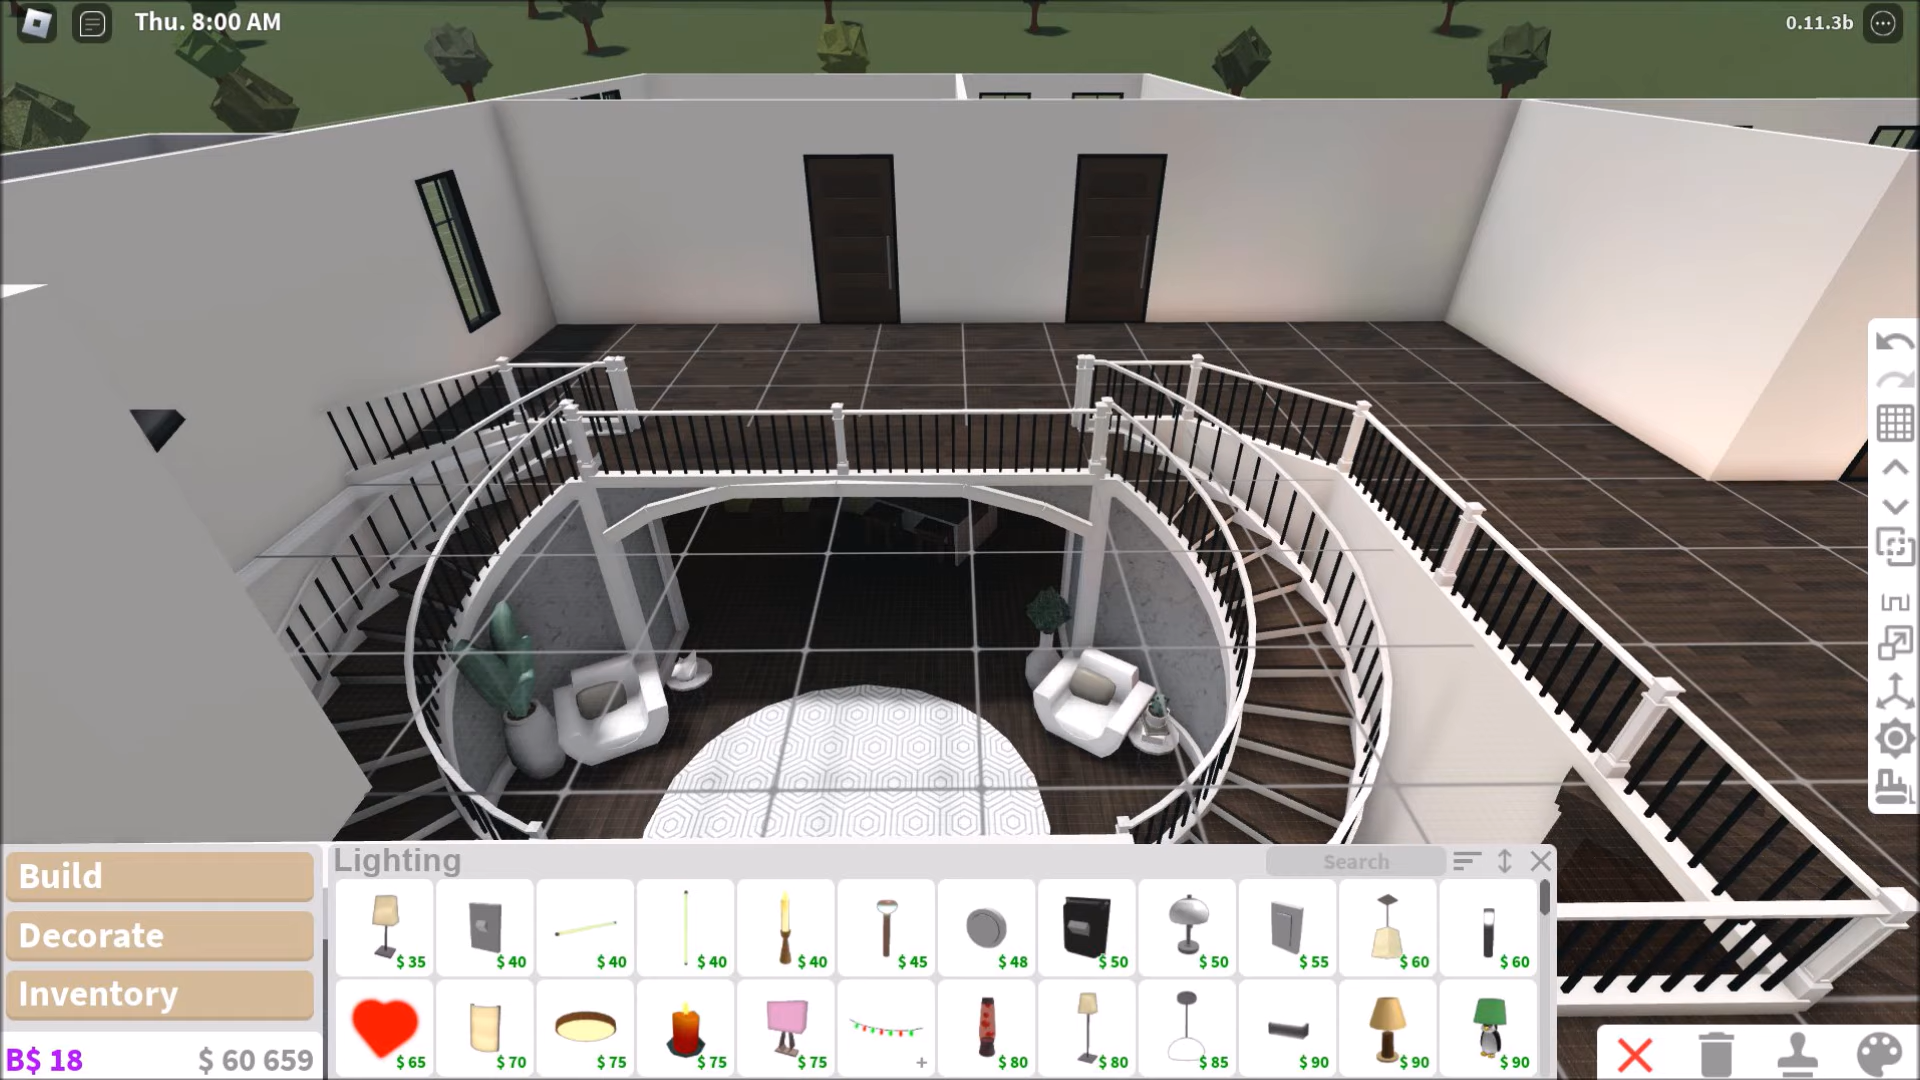 Thu. 8:00 AM
0.11.3b
Build
Decorate
Inventory
B$ 18
$ 60 659
Lighting
Search
$ 35
$ 40
$ 40
$ 40
$ 40
$ 45
$ 48
$ 50
$ 50
$ 55
$ 60
$ 60
$ 65
$ 70
$ 75
$ 75
$ 75
+
$ 80
$ 80
$ 85
$ 90
$ 90
$ 90